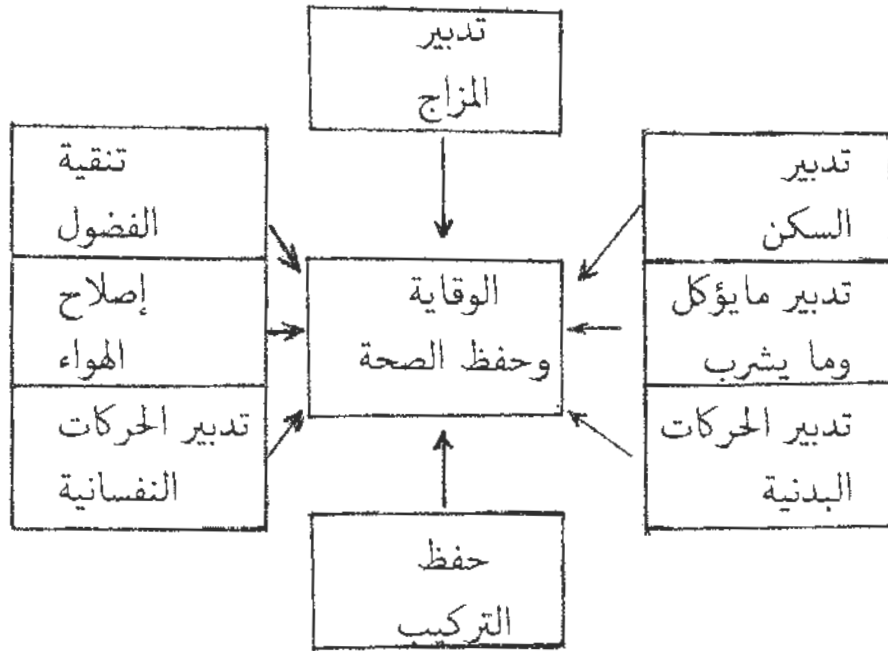 تدبير
المزاج
تدبير
السكن
تدبير مايؤكل
وما يشرب
تدبير الحركات
البدنية
الوقاية
وحفظ الصحة
تنقية
الفضول
إصلاح
الهواء
تدبير الحركات
النفسانية
حفظ
التركيب